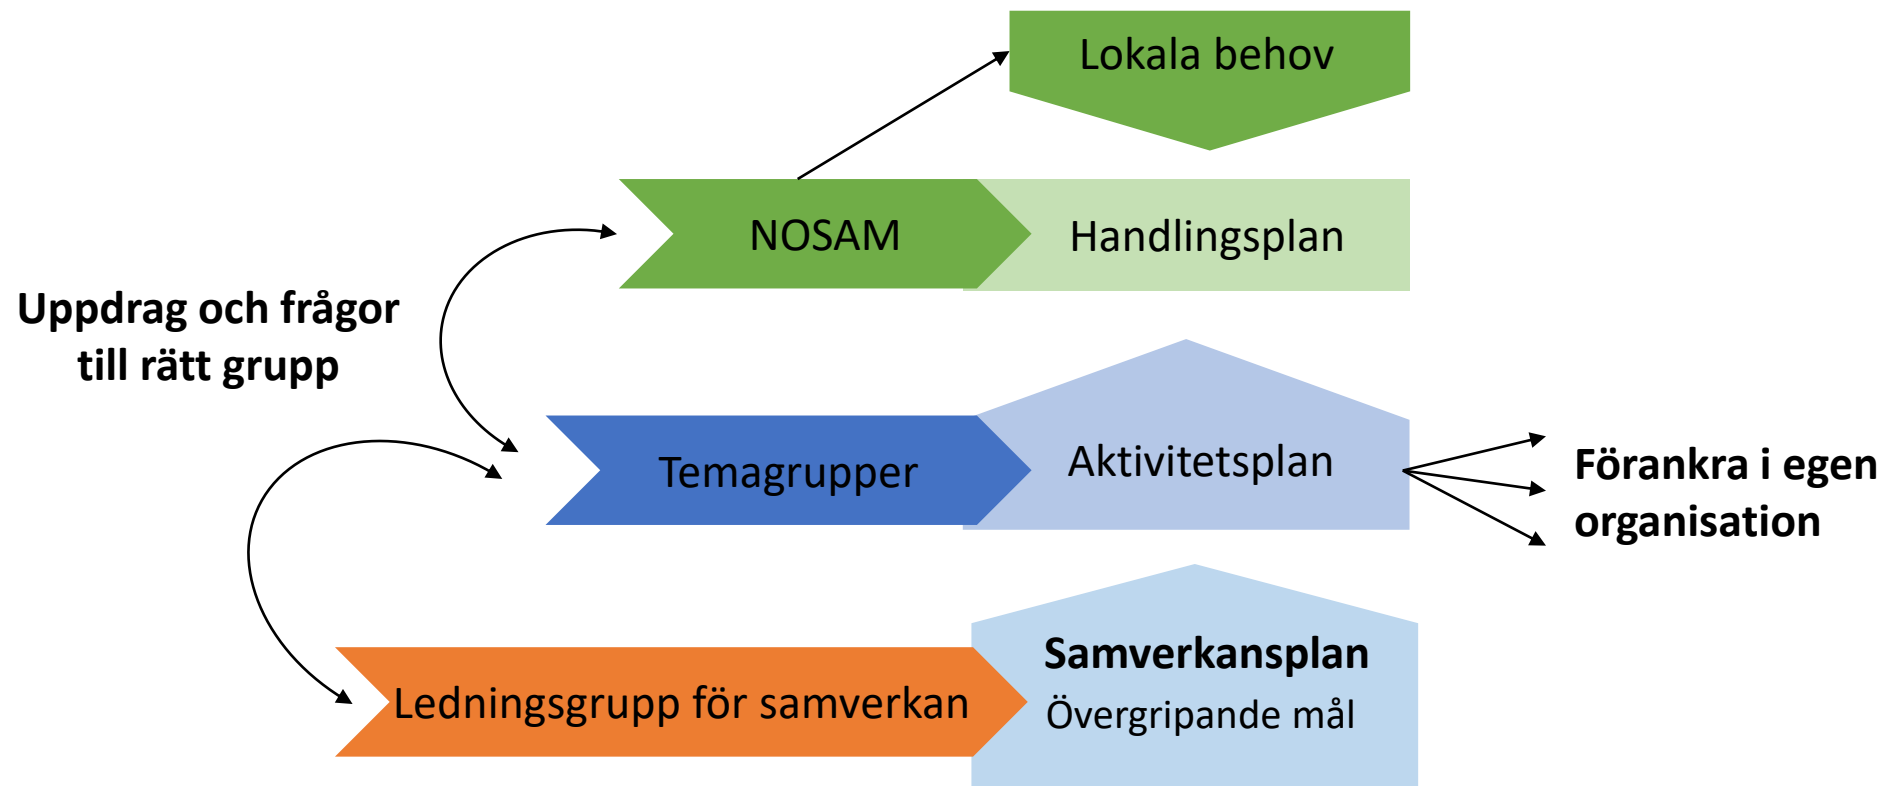 Lokala behov
NOSAM
Handlingsplan
Uppdrag och frågor
till rätt grupp
Temagrupper
Aktivitetsplan
Förankra i egen
organisation
Ledningsgrupp för samverkan
Samverkansplan
Övergripande mål